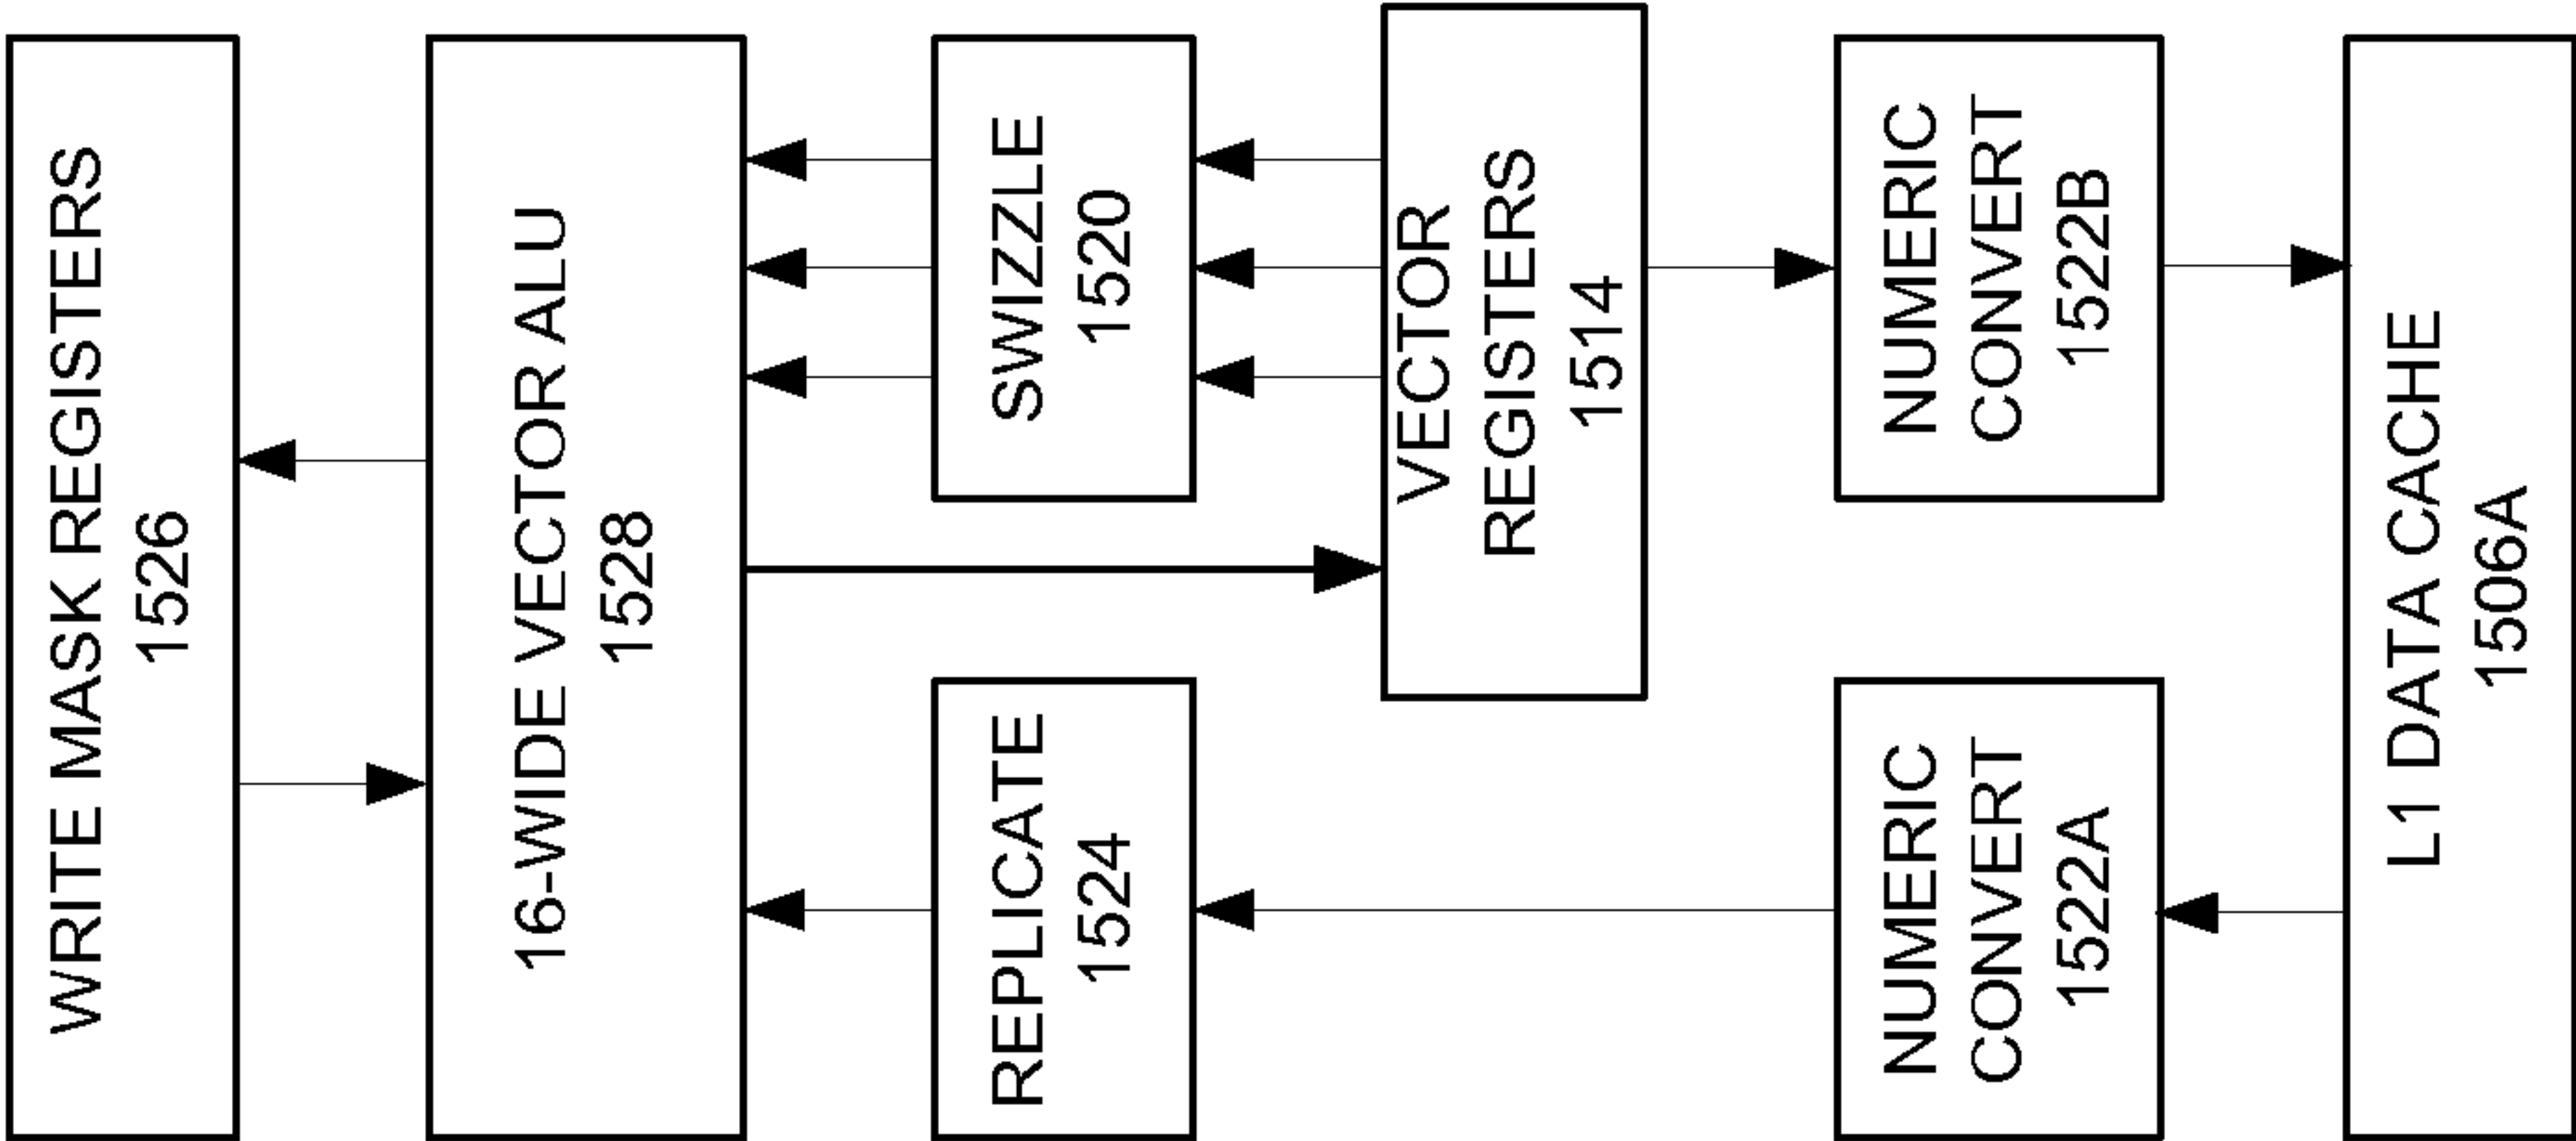 WRITE MASK REGISTERS
1526
16-WIDE VECTOR ALU
1528
REPLICATE
1524
SWIZZLE
1520
VECTOR
REGISTERS
1514
NUMERIC
CONVERT
1522A
NUMERIC
CONVERT
1522B
L1 DATA CACHE
1506A